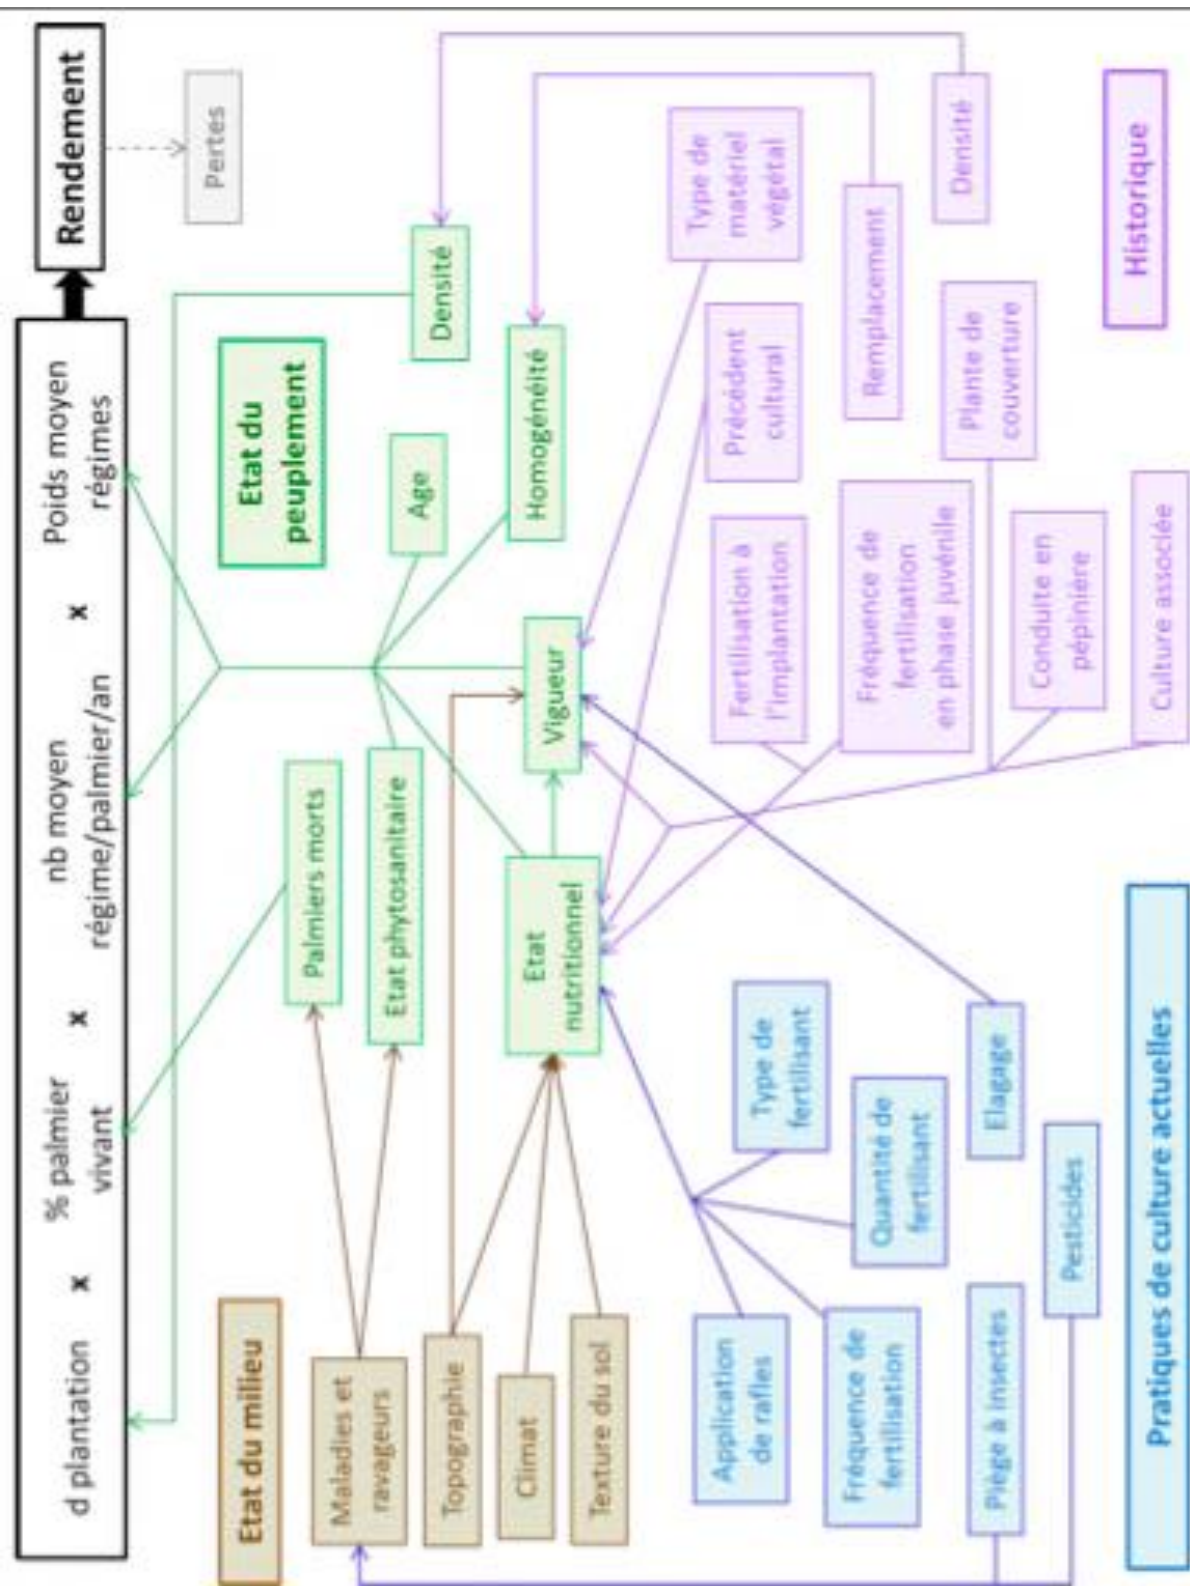 d plantation
x
% palmier
vivant
x
nb moyen
régime/palmier/an
x
Poids moyen
régimes
Rendement
Pertes
Etat du milieu
Maladies et
ravageurs
Topographie
Climat
Texture du sol
Palmiers morts
Etat phytosanitaire
Etat
nutritionnel
Vigueur
Etat du
peuplement
Age
Homogénéité
Densité
Application
de rafles
Fréquence de
fertilisation
Type de
fertilisant
Quantité de
fertilisant
Piège à insectes
Pesticides
Elagage
Pratiques de culture actuelles
Fertilisation à
l'implantation
Fréquence de
fertilisation
en phase juvénile
Conduite en
pépinière
Culture associée
Précédent
cultural
Type de
matériel
végétal
Remplacement
Plante de
couverture
Densité
Historique